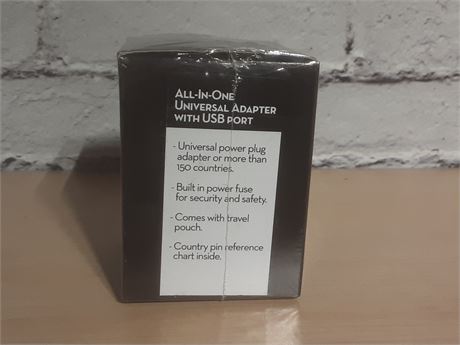 All-In-One
Universal Adapter
with USB port
- Universal power plug
adapter or more than
150 countries.
- Built in power fuse
for security and safety.
- Comes with travel
pouch.
- Country pin reference
chart inside.